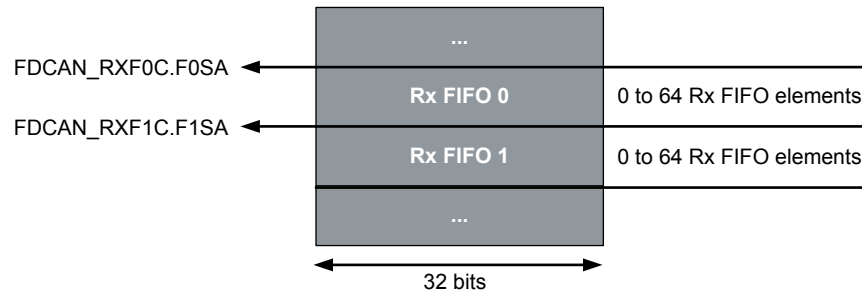 ...
FDCAN_RXF0C.F0SA
Rx FIFO 0
0 to 64 Rx FIFO elements
FDCAN_RXF1C.F1SA
Rx FIFO 1
0 to 64 Rx FIFO elements
...
32 bits